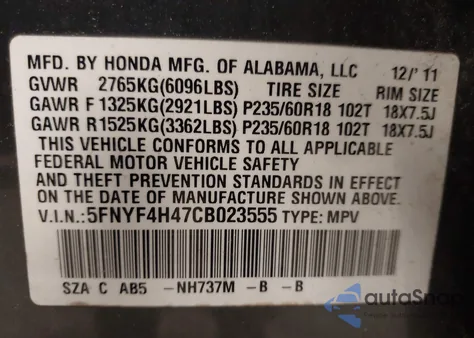 MFD. BY HONDA MFG. OF ALABAMA, LLC 12/'11
GVWR 2765KG(6096LBS) TIRE SIZE RIM SIZE
GAWR F 1325KG(2921LBS) P235/60R18 102T 18X7.5J
GAWR R 1525KG(3362LBS) P235/60R18 102T 18X7.5J
THIS VEHICLE CONFORMS TO ALL APPLICABLE
FEDERAL MOTOR VEHICLE SAFETY
AND THEFT PREVENTION STANDARDS IN EFFECT
ON THE DATE OF MANUFACTURE SHOWN ABOVE.
V.I.N.:5FNYF4H47CB023555 TYPE: MPV
SZA C AB5 -NH737M -B -B
autoSnap